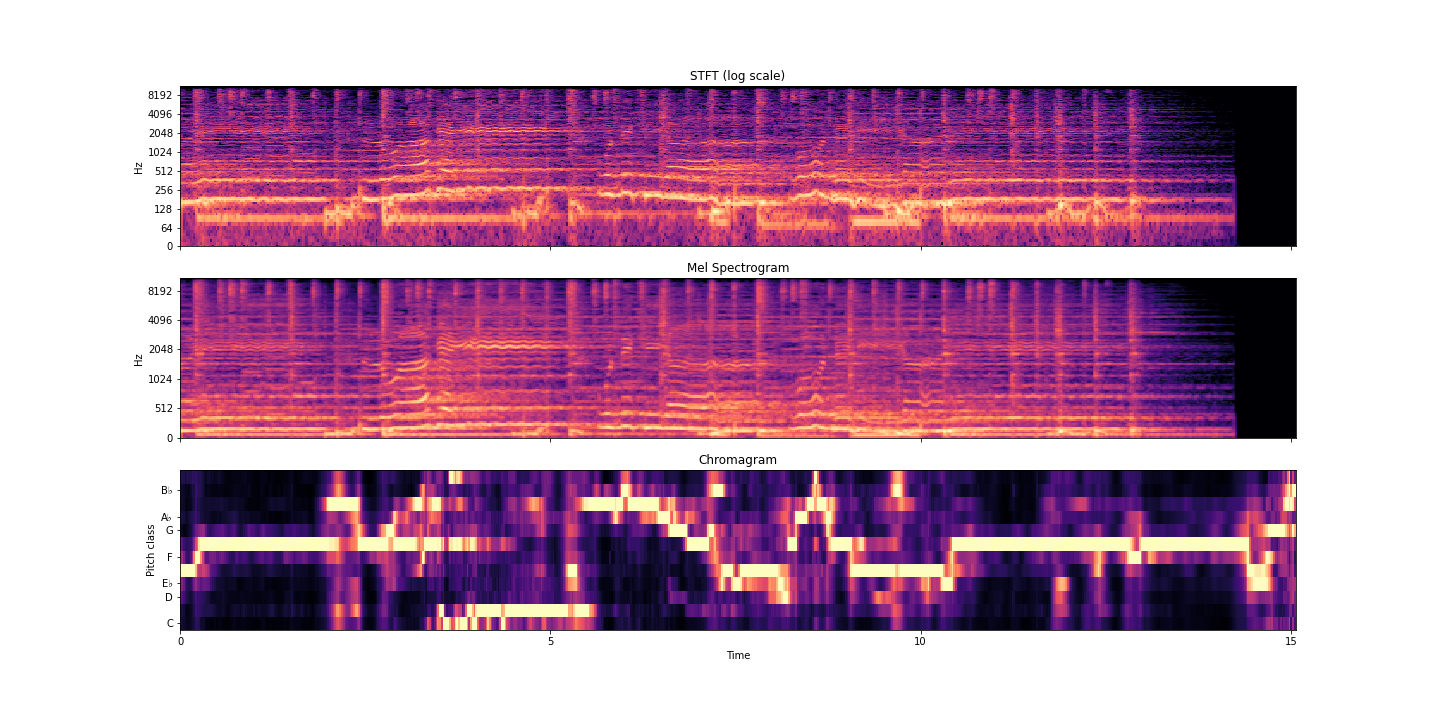 STFT (log scale)
8192
4096
2048
1024
512
256
128
64
0
Hz
Mel Spectrogram
8192
4096
2048
1024
512
0
Hz
Chromagram
B♭
A♭
G
F
E♭
D
C
Pitch class
0 5 10 15
Time